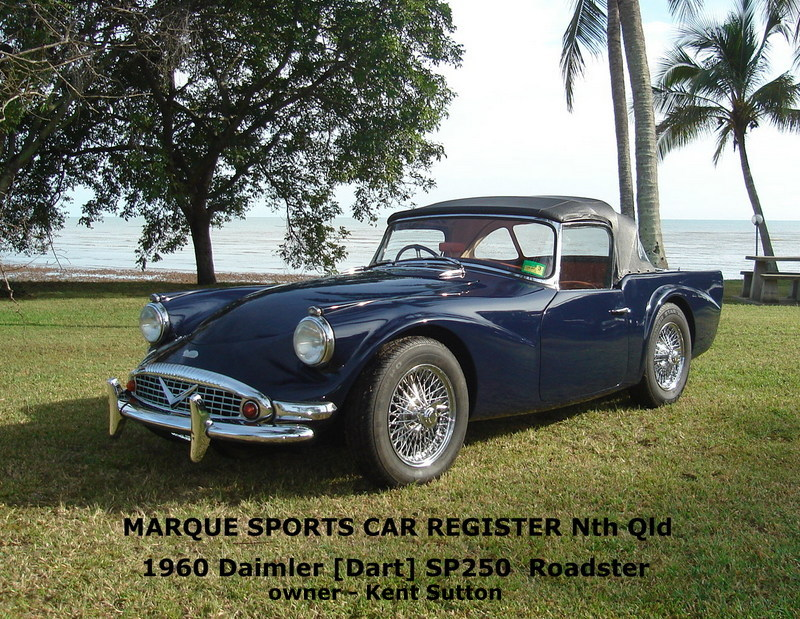 MARQUE SPORTS CAR REGISTER Nth Qld
1960 Daimler [Dart] SP250 Roadster
owner - Kent Sutton